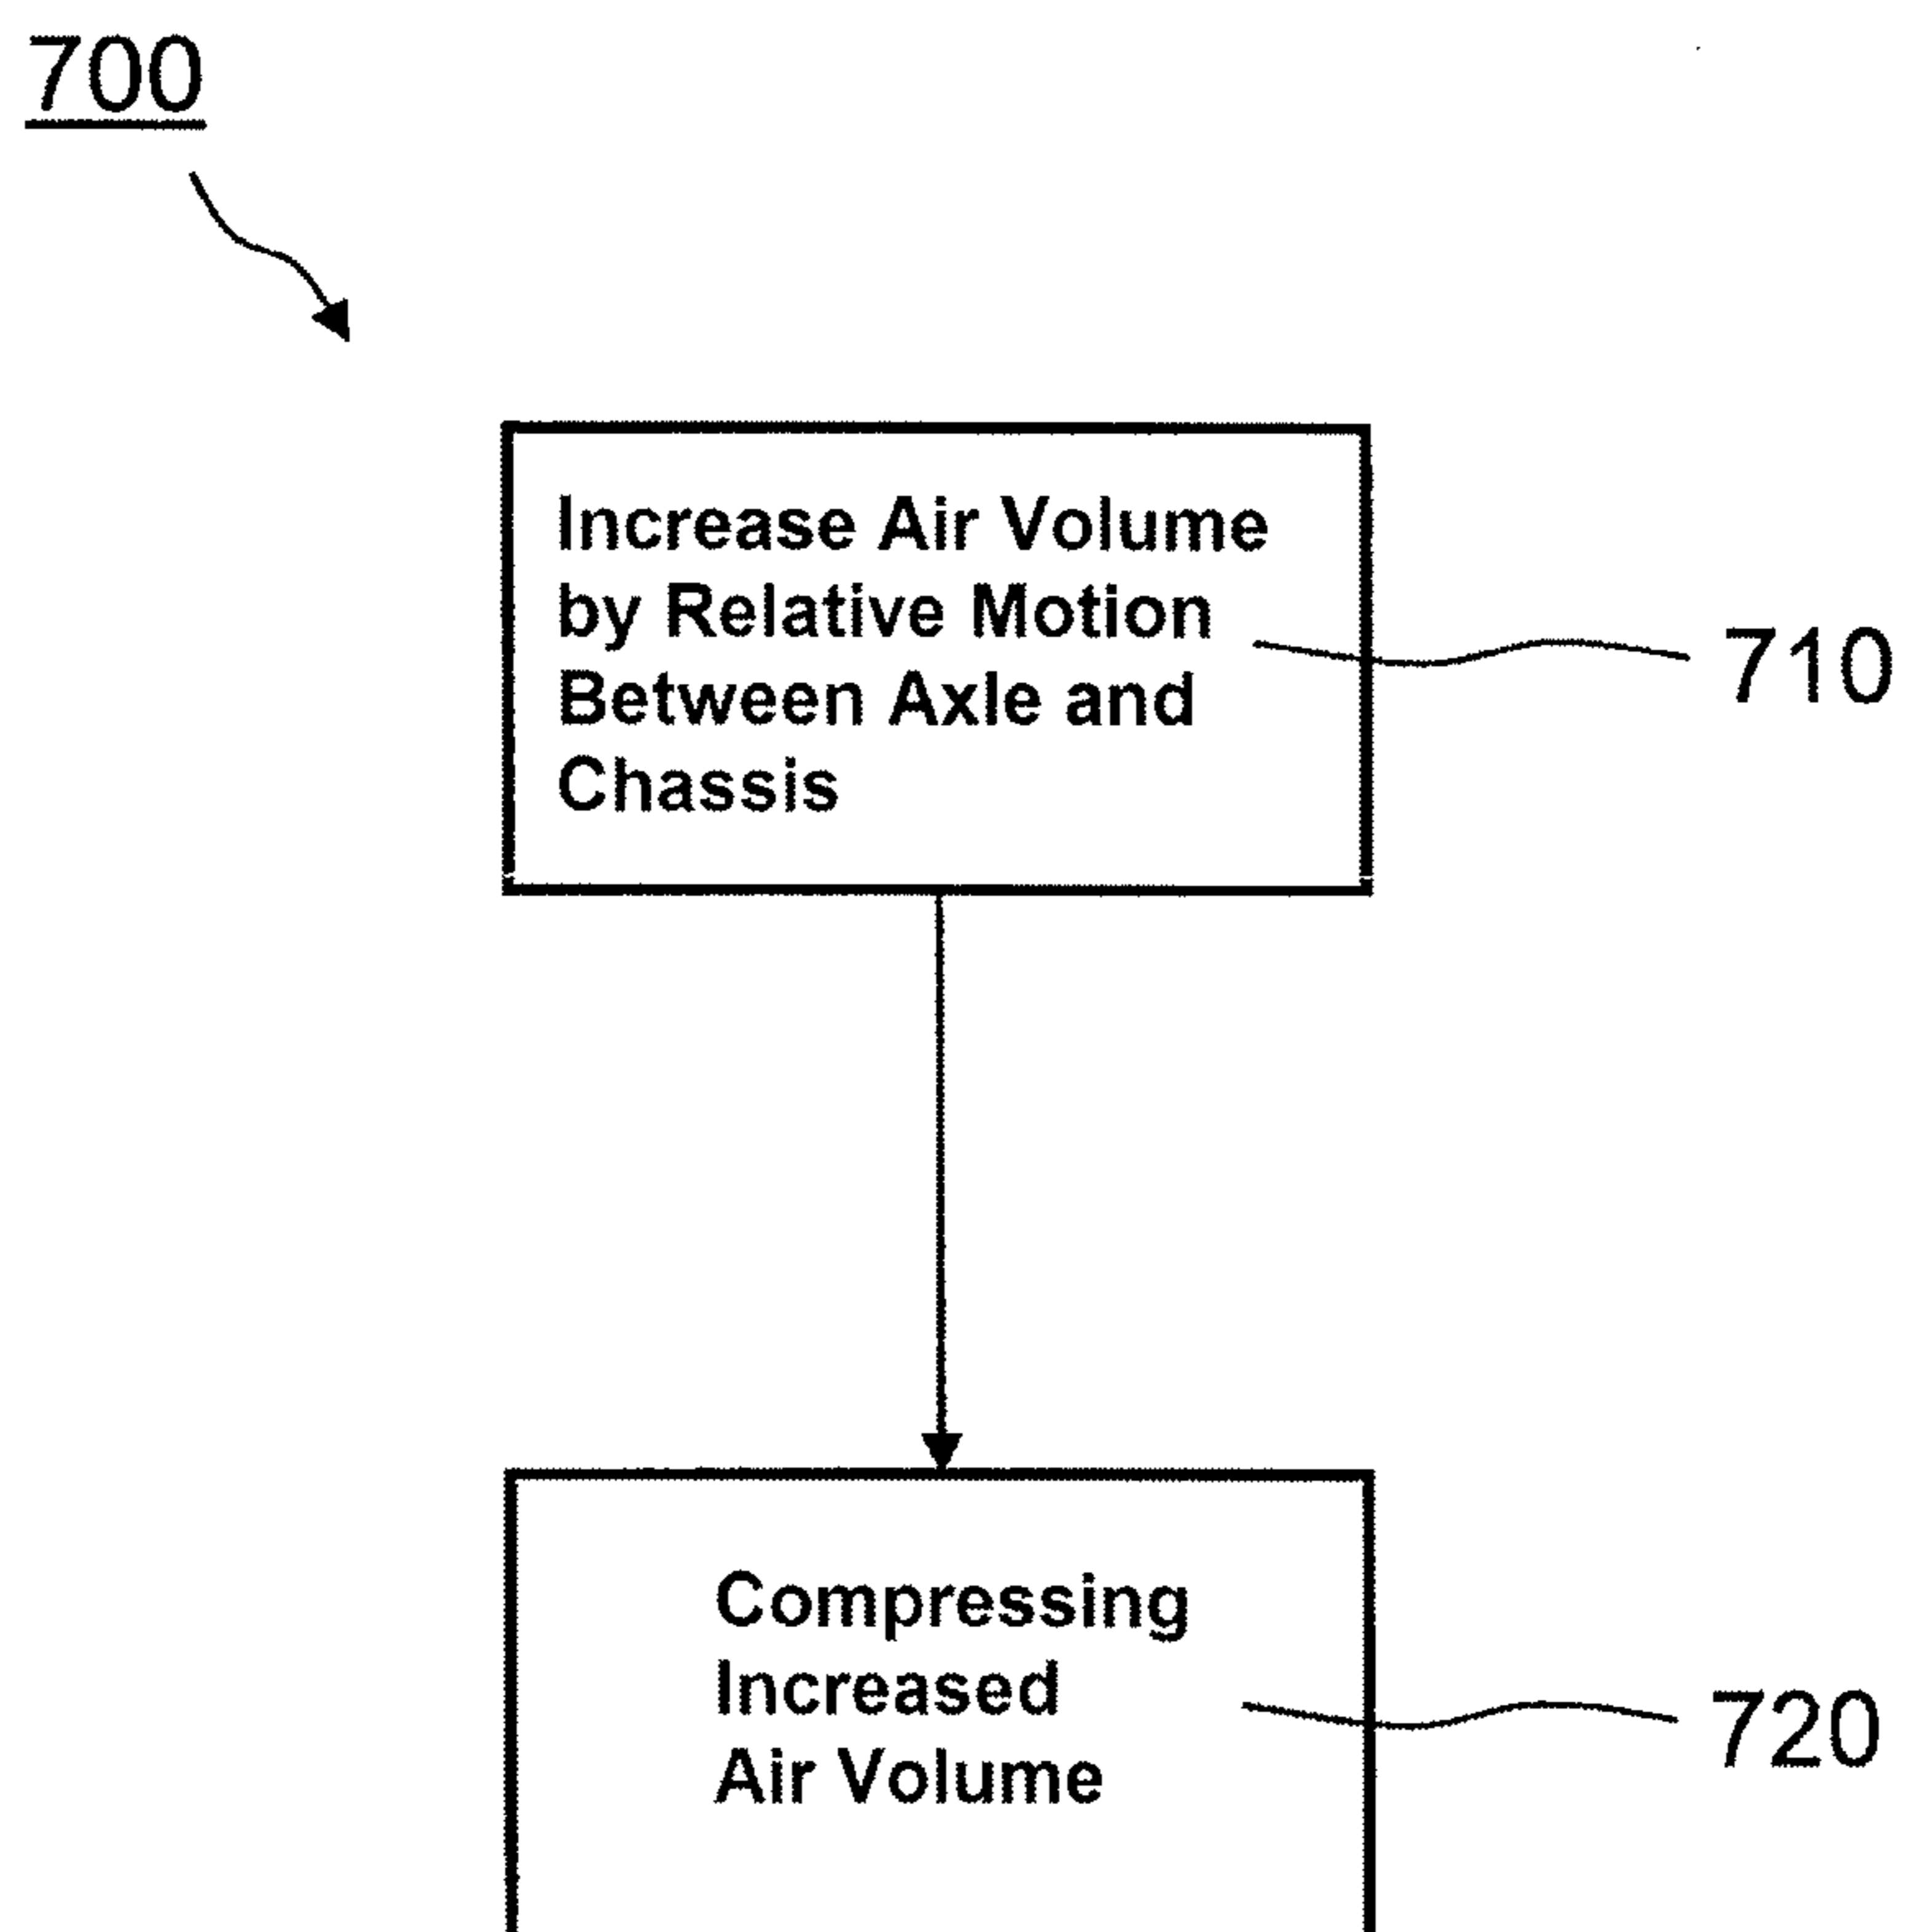 700
Increase Air Volume
by Relative Motion
Between Axle and
Chassis
710
Compressing
Increased
Air Volume
720